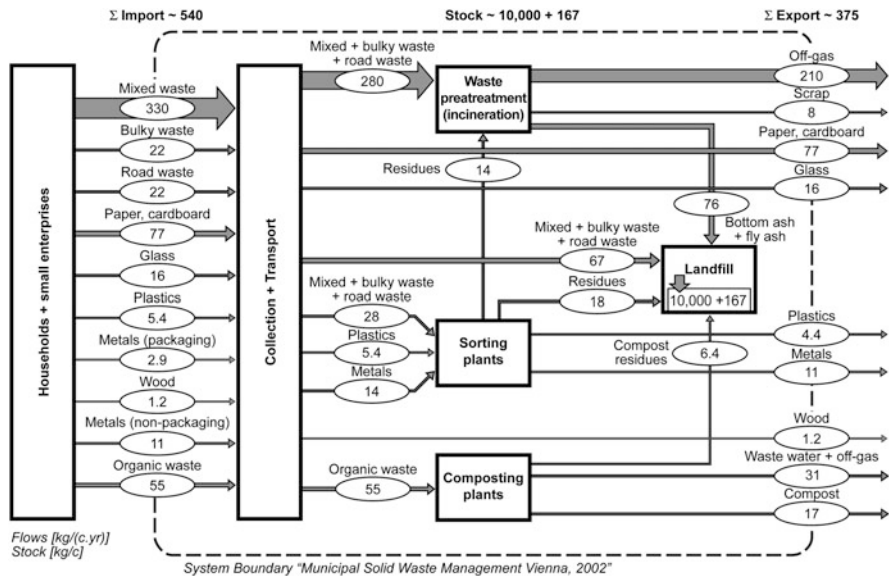 Σ Import ~ 540
Stock ~ 10,000 + 167
Σ Export ~ 375
Households + small enterprises
Mixed waste
330
Bulky waste
22
Road waste
22
Paper, cardboard
77
Glass
16
Plastics
5.4
Metals (packaging)
2.9
Wood
1.2
Metals (non-packaging)
11
Organic waste
55
Collection + Transport
Mixed + bulky waste
+ road waste
280
Waste
pretreatment
(incineration)
Residues
14
Mixed + bulky waste
+ road waste
67
Residues
18
Mixed + bulky waste
+ road waste
28
Plastics
5.4
Metals
14
Sorting
plants
Organic waste
55
Composting
plants
76
Bottom ash
+ fly ash
Landfill
10,000 +167
Compost
residues
6.4
Off-gas
210
Scrap
8
Paper, cardboard
77
Glass
16
Plastics
4.4
Metals
11
Wood
1.2
Waste water + off-gas
31
Compost
17
Flows [kg/(c.yr)]
Stock [kg/c]
System Boundary “Municipal Solid Waste Management Vienna, 2002”